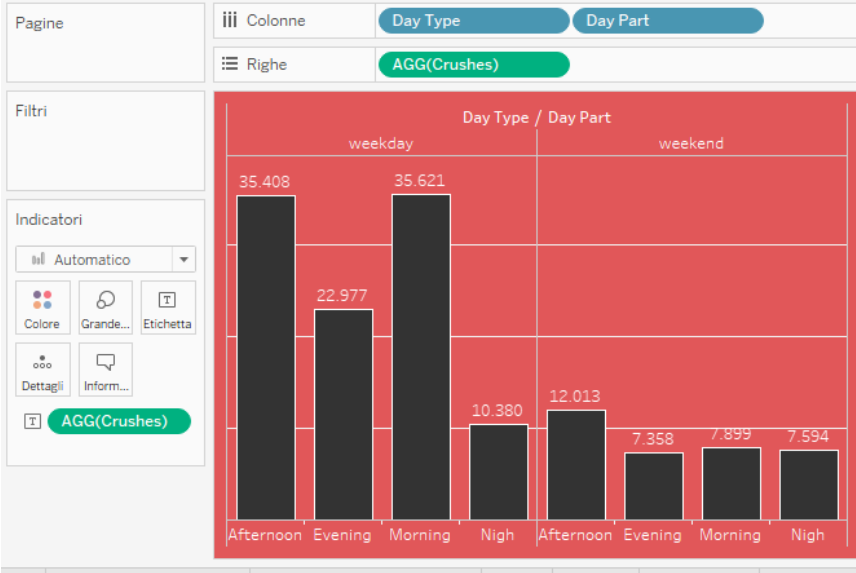 Pagine
Colonne
Day Type
Day Part
Righe
AGG(Crushes)
Filtri
Indicatori
Automatico
Colore
Grande...
Etichetta
Dettagli
Inform...
AGG(Crushes)
Day Type / Day Part
weekday
weekend
35.408
22.977
35.621
10.380
12.013
7.358
7.899
7.594
Afternoon Evening Morning Nigh Afternoon Evening Morning Nigh